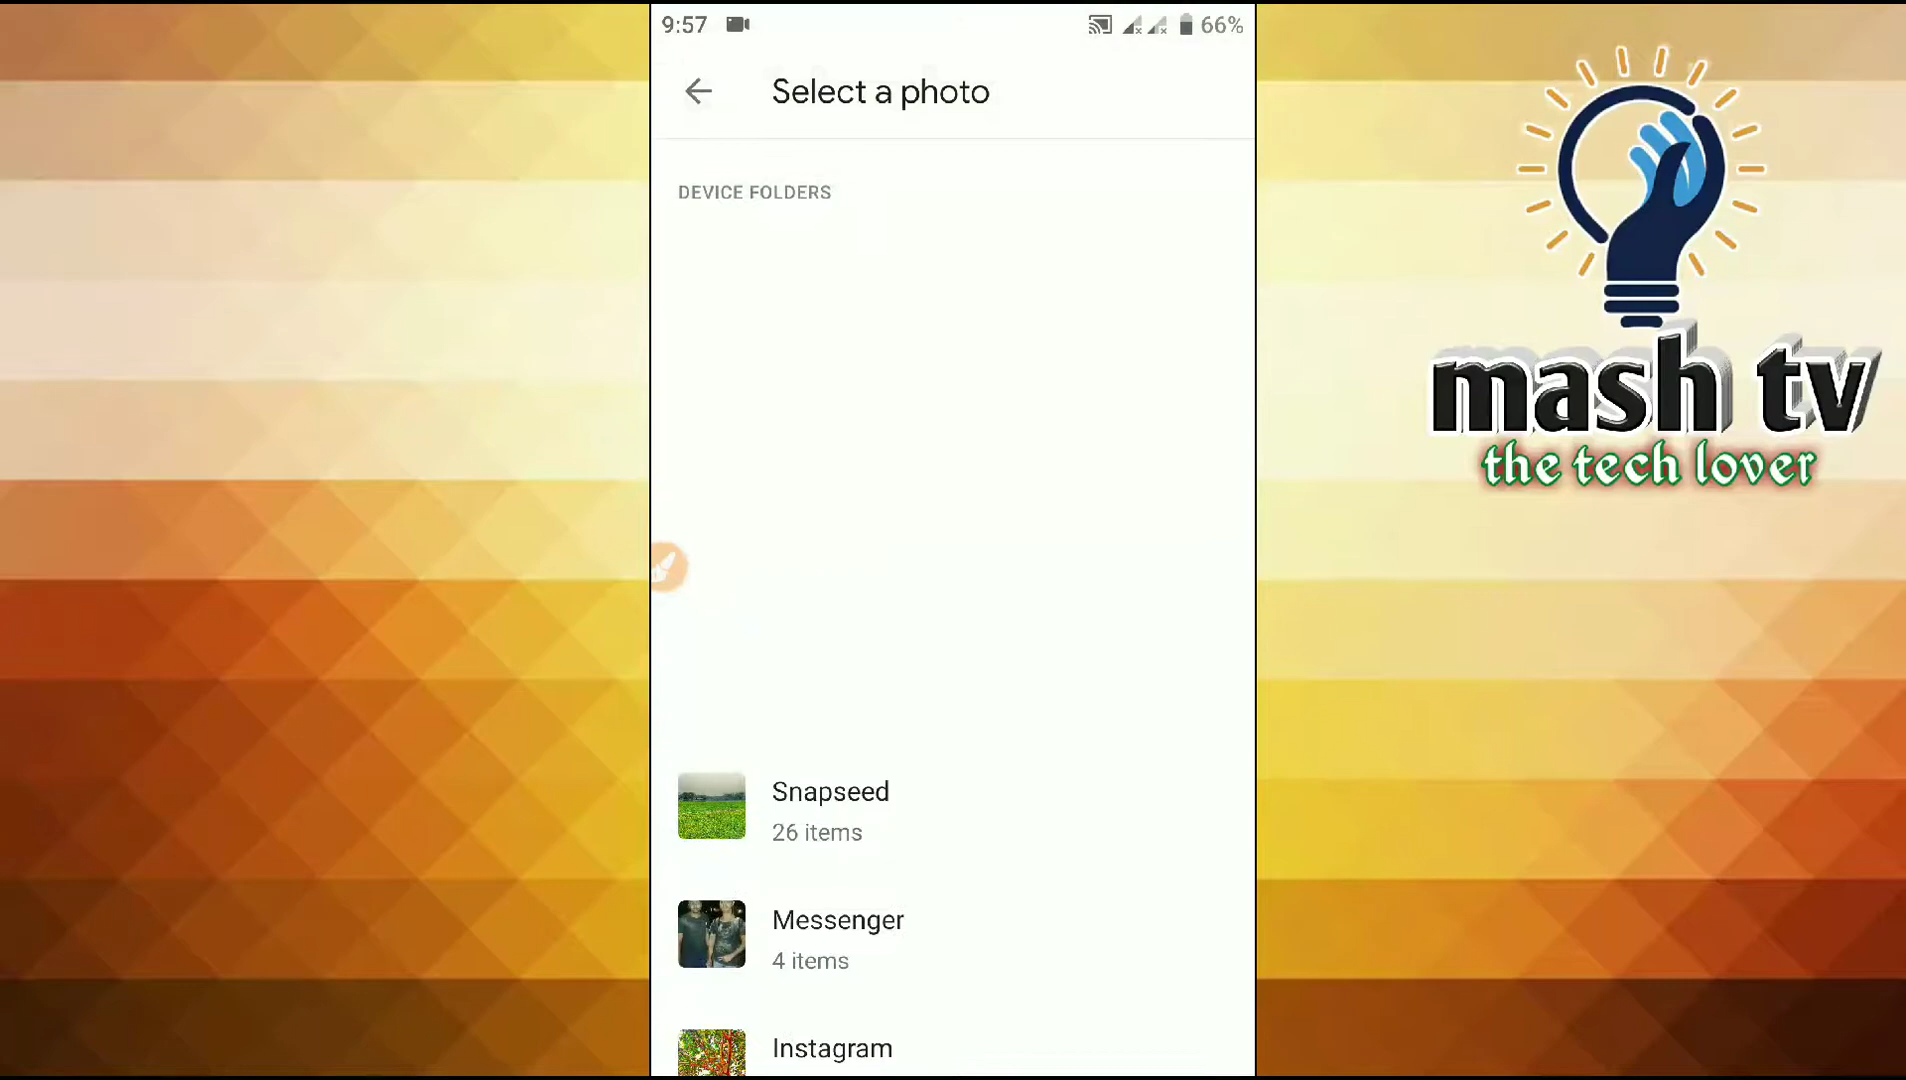 9:57
66%
Select a photo
DEVICE FOLDERS
Snapseed
26 items
Messenger
4 items
Instagram
mash tv
the tech lover